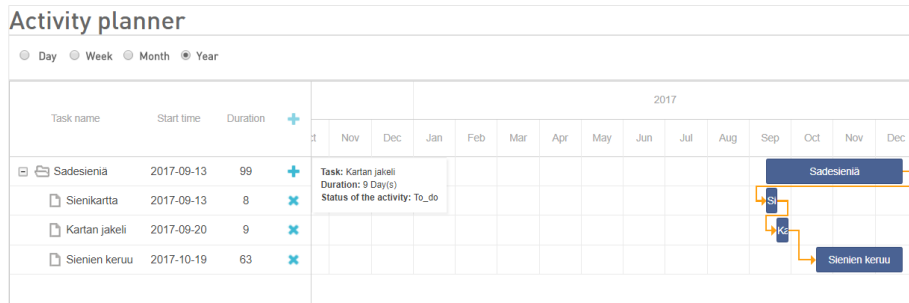 Activity planner
Day Week Month Year
2017
Task name Start time Duration
Nov Dec Jan Feb Mar Apr May Jun Jul Aug Sep Oct Nov Dec
Sadesieniä 2017-09-13 99
Sadesieniä
Task: Kartan jakeli
Duration: 9 Day(s)
Status of the activity: To_do
Sienikartta 2017-09-13 8
Si
Kartan jakeli 2017-09-20 9
Ka
Sienien keruu 2017-10-19 63
Sienien keruu